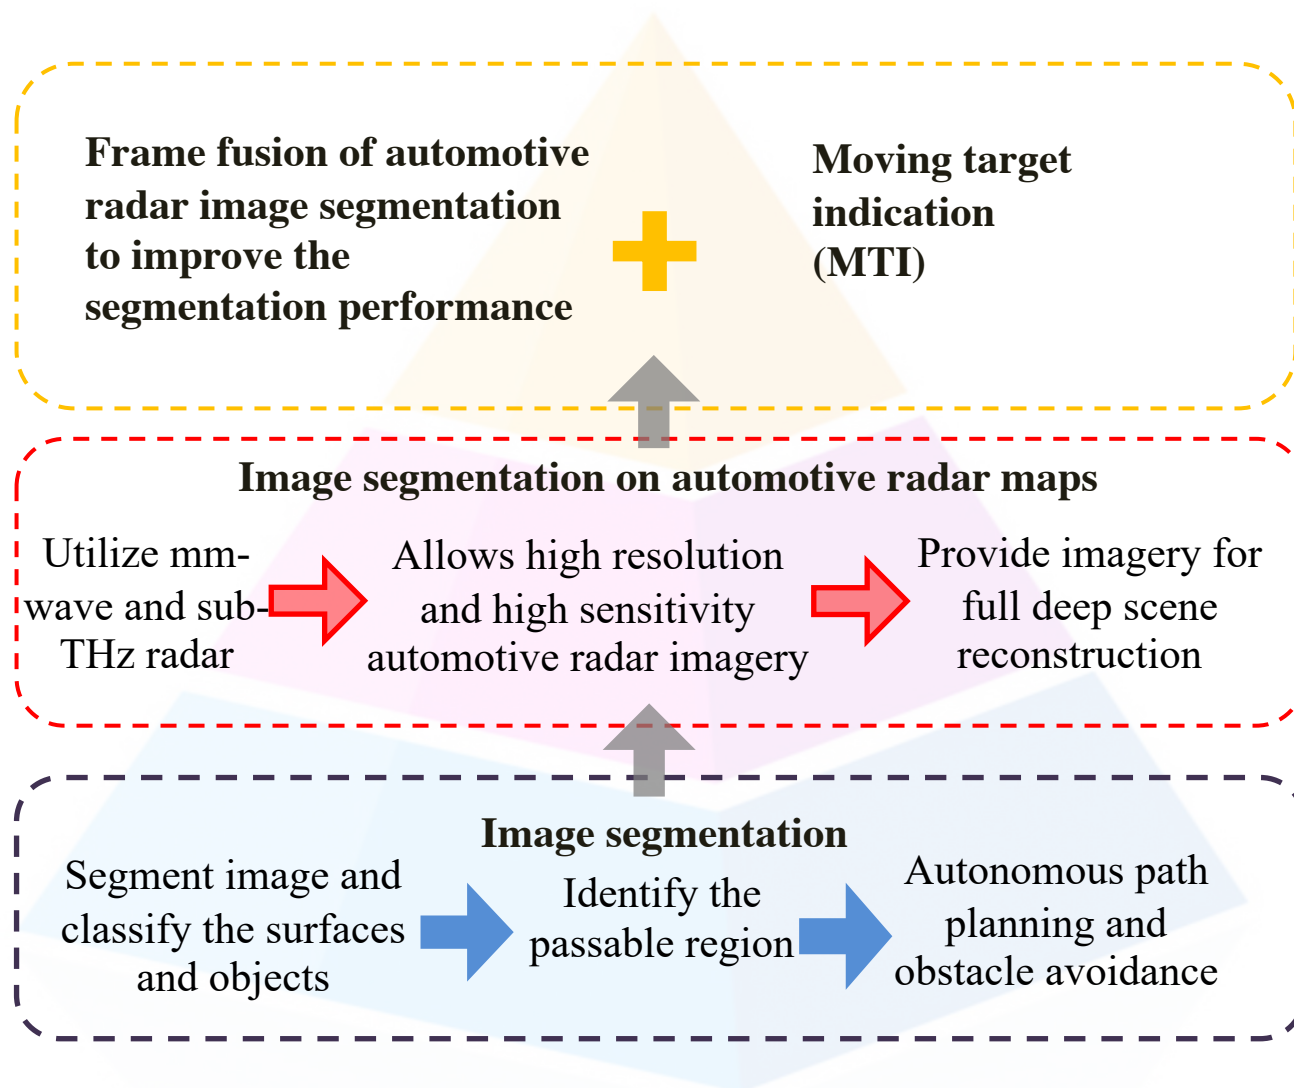 Frame fusion of automotive
radar image segmentation
to improve the
segmentation performance
Moving target
indication
(MTI)
Image segmentation on automotive radar maps
Utilize mm-
wave and sub-
THz radar
Allows high resolution
and high sensitivity
automotive radar imagery
Provide imagery for
full deep scene
reconstruction
Image segmentation
Segment image and
classify the surfaces
and objects
Identify the
passable region
Autonomous path
planning and
obstacle avoidance